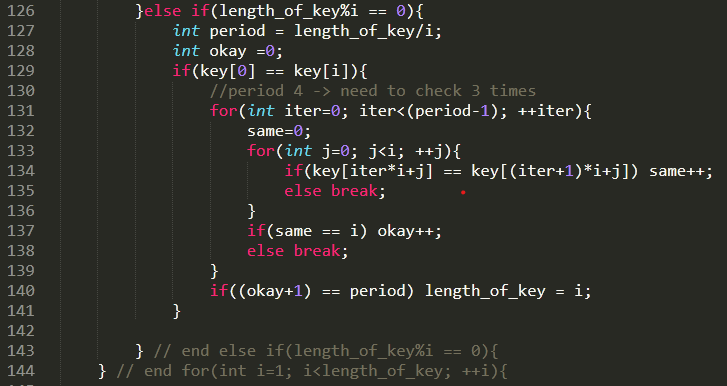 126 }else if(length_of_key%i == 0){
127 int period = length_of_key/i;
128 int okay =0;
129 if(key[0] == key[i]){
130 //period 4 -> need to check 3 times
131 for(int iter=0; iter<(period-1); ++iter){
132 same=0;
133 for(int j=0; j<i; ++j){
134 if(key[iter*i+j] == key[(iter+1)*i+j]) same++;
135 else break;
136 }
137 if(same == i) okay++;
138 else break;
139 }
140 if((okay+1) == period) length_of_key = i;
141 }
142
143 } // end else if(length_of_key%i == 0){
144 } // end for(int i=1; i<length_of_key; ++i){